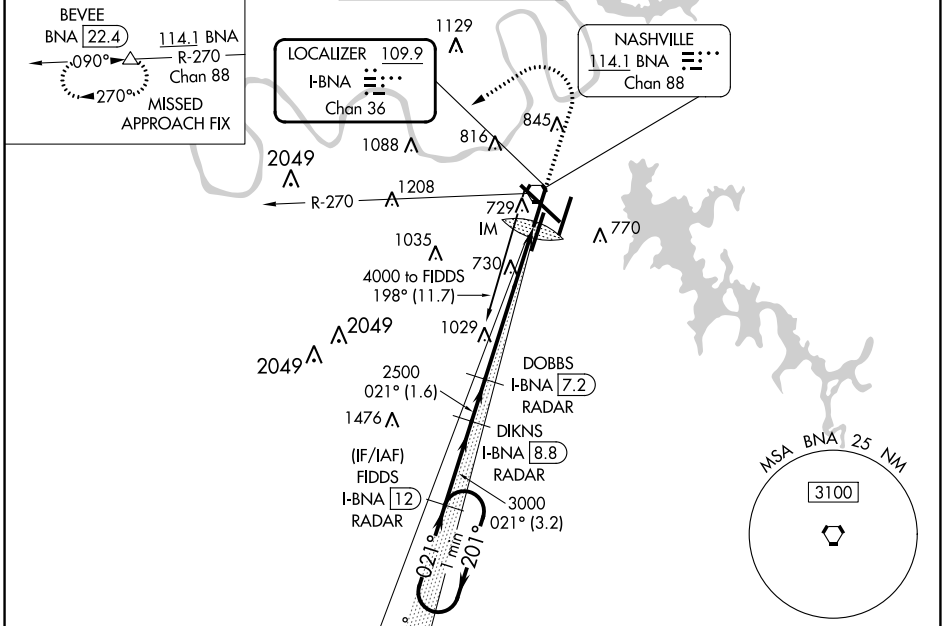 BEVEE
BNA 22.4
090°
270°
114.1 BNA
R-270
Chan 88
MISSED
APPROACH FIX
LOCALIZER 109.9
I-BNA
Chan 36
1129
NASHVILLE
114.1 BNA
Chan 88
845
816
1088
2049
1208
R-270
729
IM
770
1035
730
4000 to FIDDS
198° (11.7)
1029
2049
2049
2500
021° (1.6)
DOBBS
I-BNA 7.2
RADAR
1476
DIKNS
I-BNA 8.8
RADAR
(IF/IAF)
FIDDS
I-BNA 12
RADAR
3000
021° (3.2)
021°
1 min
201°
MSA BNA 25 NM
3100